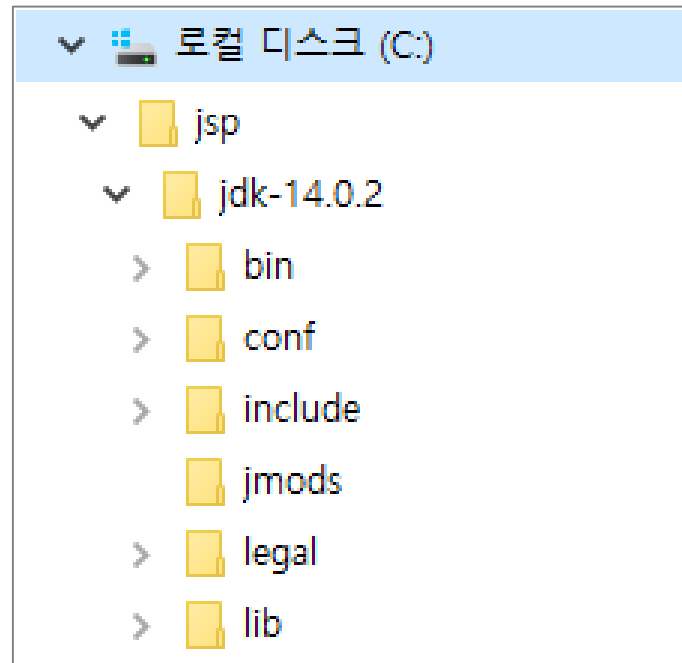 로컬 디스크 (C:)
jsp
jdk-14.0.2
bin
conf
include
jmods
legal
lib